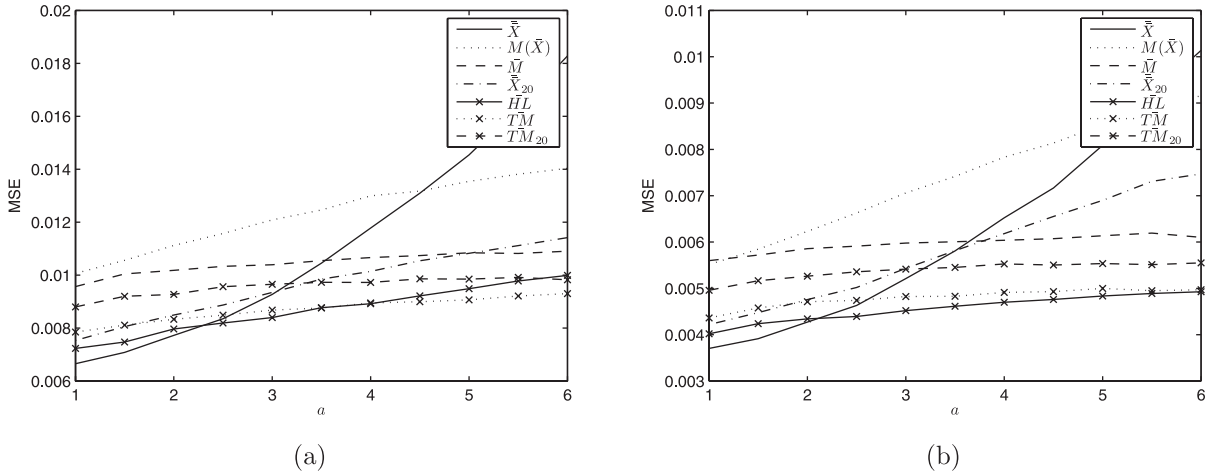 0.02
0.018
0.016
0.014
0.012
0.01
0.008
0.006
MSE
1 2 3 4 5 6
a
X̄̄
M(X̄)
M̄
X̄̄₂₀
H̄L
T̄M
T̄M₂₀
(a)
0.011
0.01
0.009
0.008
0.007
0.006
0.005
0.004
0.003
MSE
1 2 3 4 5 6
a
X̄̄
M(X̄)
M̄
X̄̄₂₀
H̄L
T̄M
T̄M₂₀
(b)